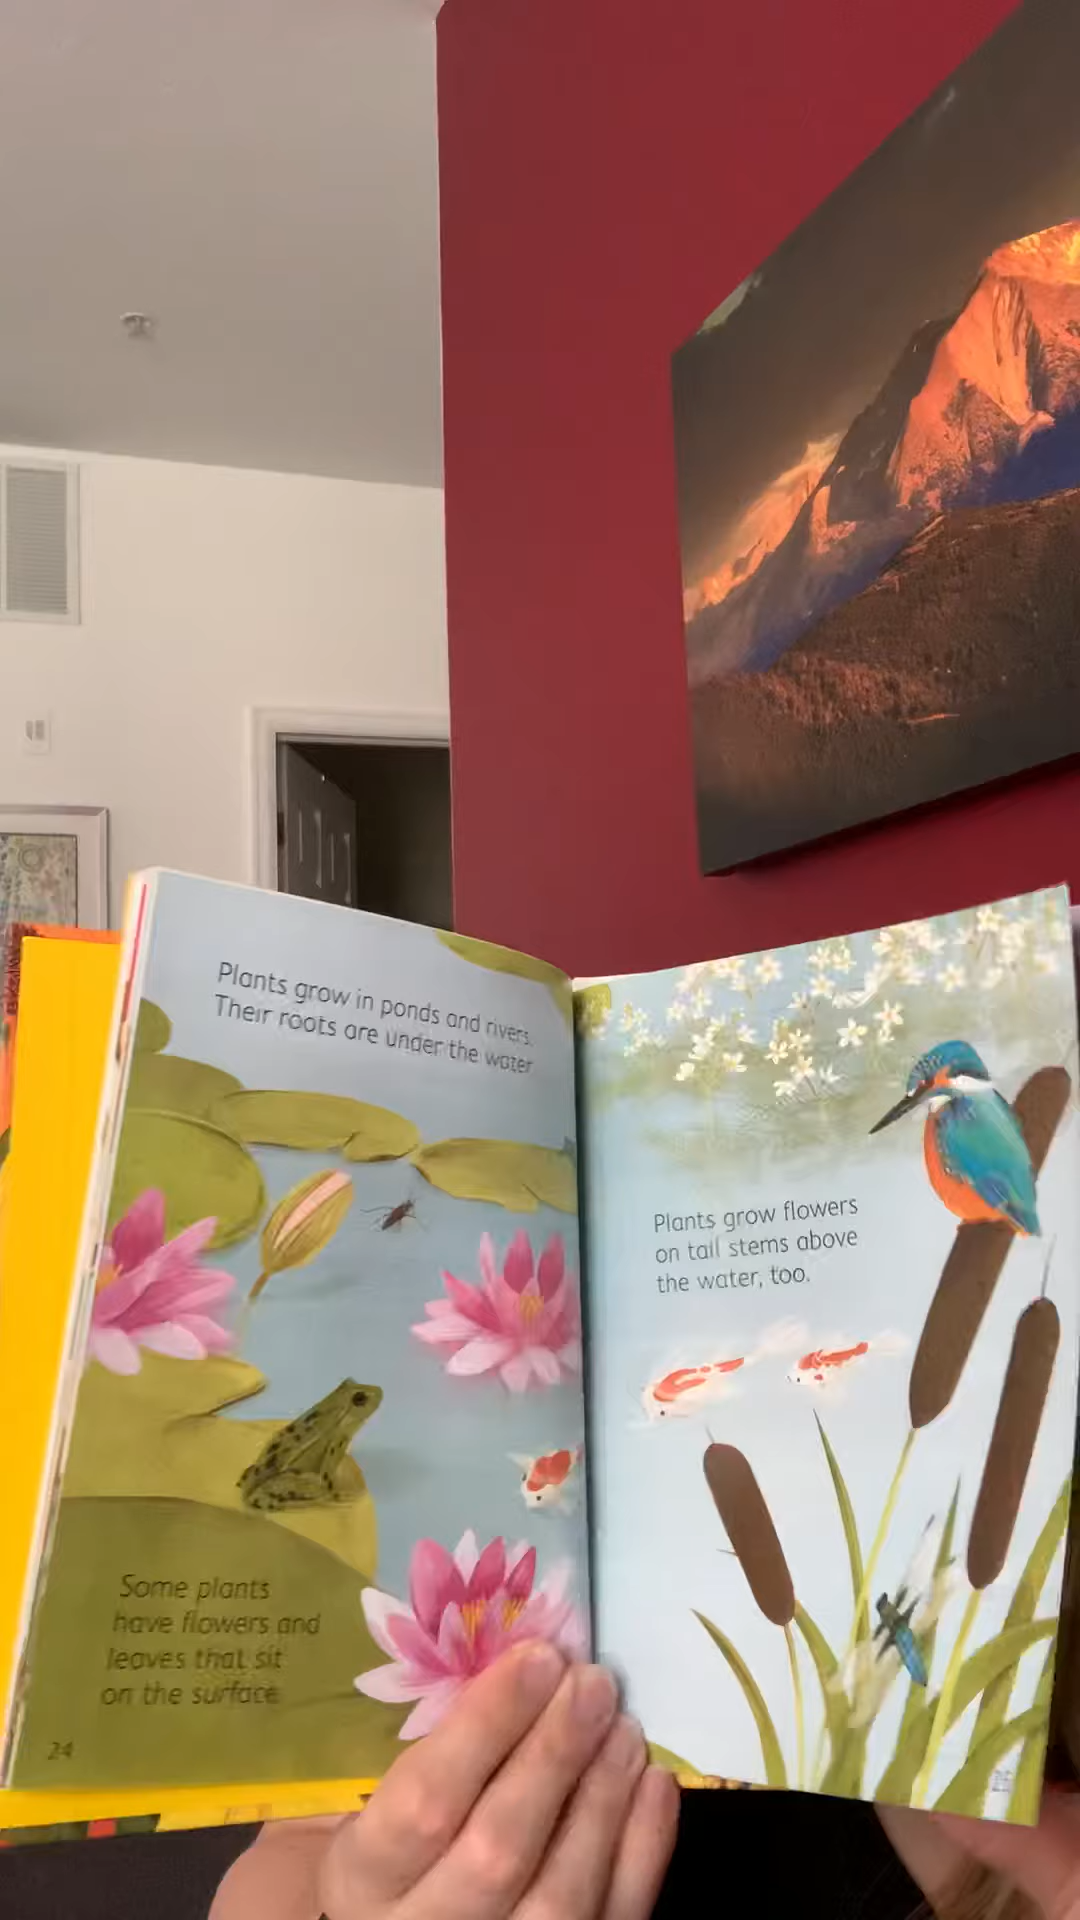 Plants grow in ponds and rivers.
Their roots are under the water
Some plants
have flowers and
leaves that sit
on the surface
24
Plants grow flowers
on tall stems above
the water, too.
25